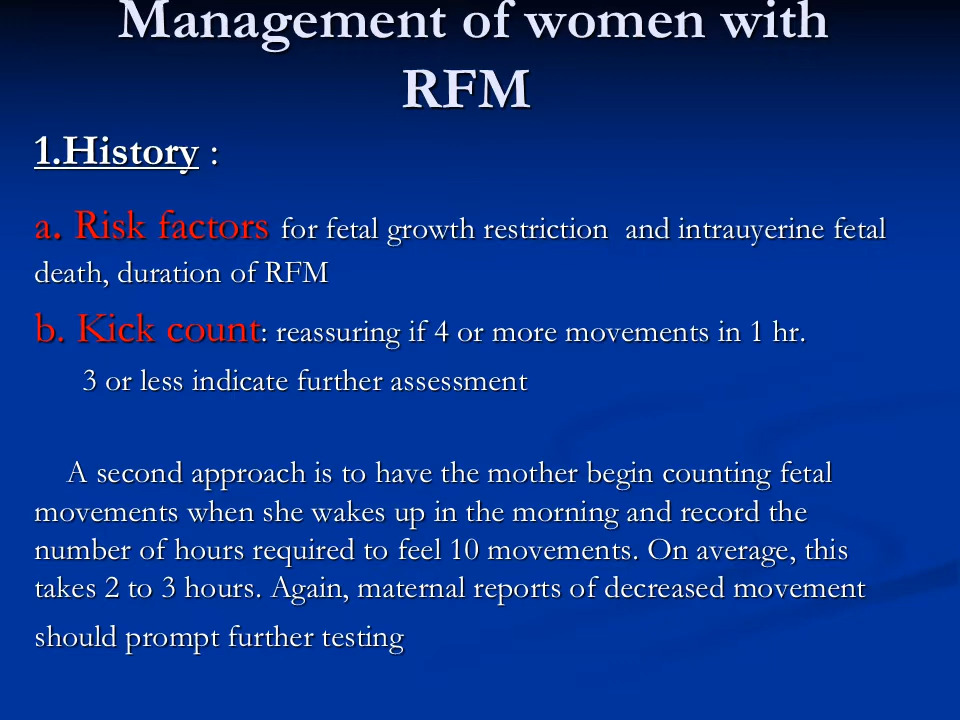 Management of women with
RFM
1.History :
a. Risk factors for fetal growth restriction  and intrauyerine fetal
death, duration of RFM
b. Kick count: reassuring if 4 or more movements in 1 hr.
3 or less indicate further assessment
A second approach is to have the mother begin counting fetal
movements when she wakes up in the morning and record the
number of hours required to feel 10 movements. On average, this
takes 2 to 3 hours. Again, maternal reports of decreased movement
should prompt further testing